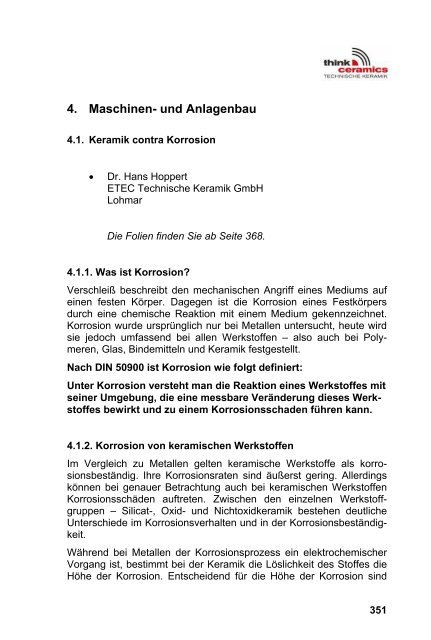 think
ceramics
TECHNISCHE KERAMIK
4. Maschinen- und Anlagenbau
4.1. Keramik contra Korrosion
• Dr. Hans Hoppert
ETEC Technische Keramik GmbH
Lohmar
Die Folien finden Sie ab Seite 368.
4.1.1. Was ist Korrosion?
Verschleiß beschreibt den mechanischen Angriff eines Mediums auf
einen festen Körper. Dagegen ist die Korrosion eines Festkörpers
durch eine chemische Reaktion mit einem Medium gekennzeichnet.
Korrosion wurde ursprünglich nur bei Metallen untersucht, heute wird
sie jedoch umfassend bei allen Werkstoffen – also auch bei Poly-
meren, Glas, Bindemitteln und Keramik festgestellt.
Nach DIN 50900 ist Korrosion wie folgt definiert:
Unter Korrosion versteht man die Reaktion eines Werkstoffes mit
seiner Umgebung, die eine messbare Veränderung dieses Werk-
stoffes bewirkt und zu einem Korrosionsschaden führen kann.
4.1.2. Korrosion von keramischen Werkstoffen
Im Vergleich zu Metallen gelten keramische Werkstoffe als korro-
sionsbeständig. Ihre Korrosionsraten sind äußerst gering. Allerdings
können bei genauer Betrachtung auch bei keramischen Werkstoffen
Korrosionsschäden auftreten. Zwischen den einzelnen Werkstoff-
gruppen – Silicat-, Oxid- und Nichtoxidkeramik bestehen deutliche
Unterschiede im Korrosionsverhalten und in der Korrosionsbeständig-
keit.
Während bei Metallen der Korrosionsprozess ein elektrochemischer
Vorgang ist, bestimmt bei der Keramik die Löslichkeit des Stoffes die
Höhe der Korrosion. Entscheidend für die Höhe der Korrosion sind
351